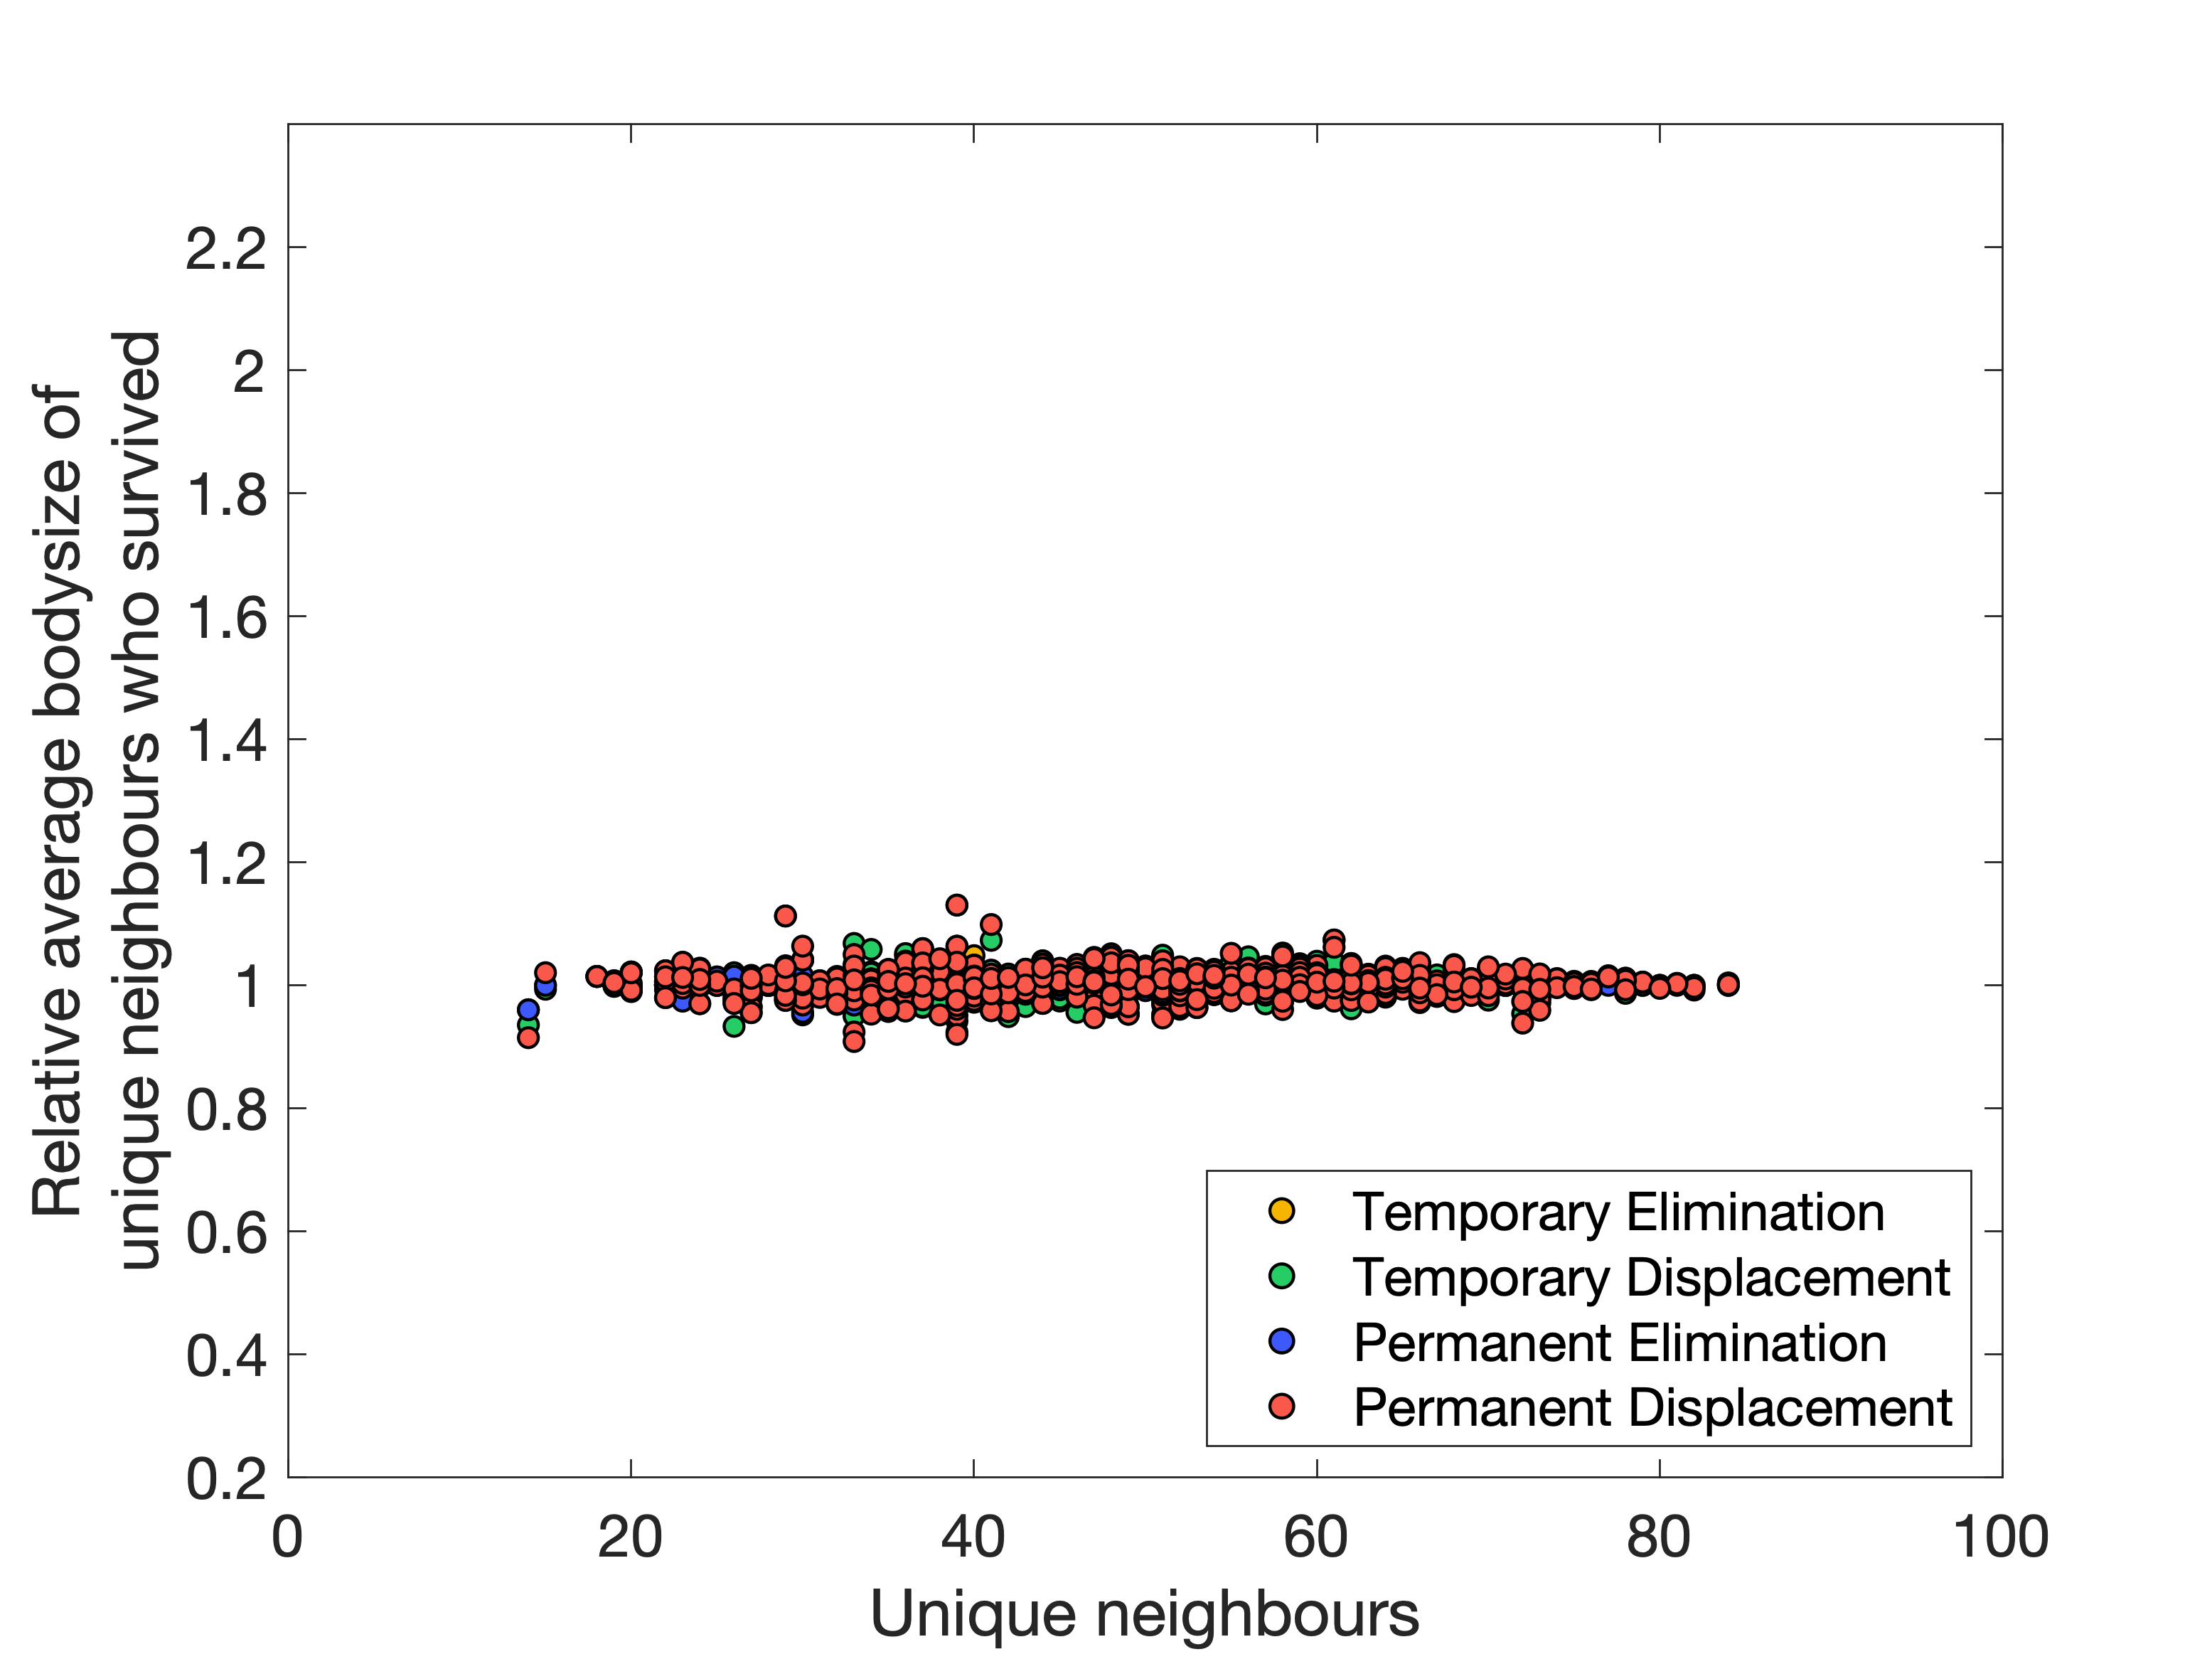 Relative average bodysize of
unique neighbours who survived
2.2
2
1.8
1.6
1.4
1.2
1
0.8
0.6
0.4
0.2
0
20
40
60
80
100
Unique neighbours
Temporary Elimination
Temporary Displacement
Permanent Elimination
Permanent Displacement